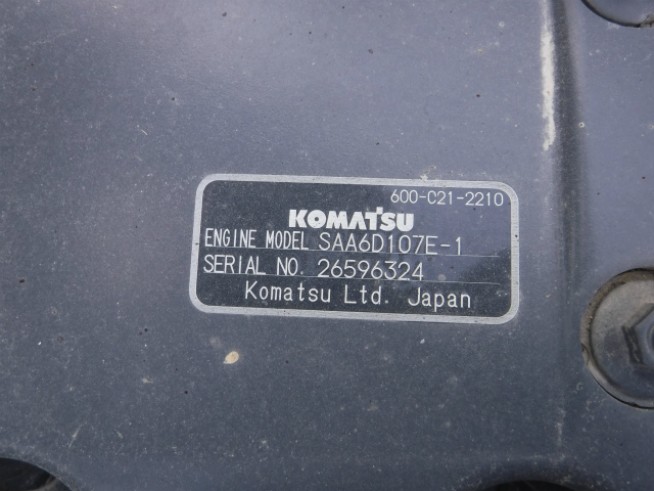 600-C21-2210
KOMATSU
ENGINE MODEL SAA6D107E-1
SERIAL NO. 26596324
Komatsu Ltd. Japan